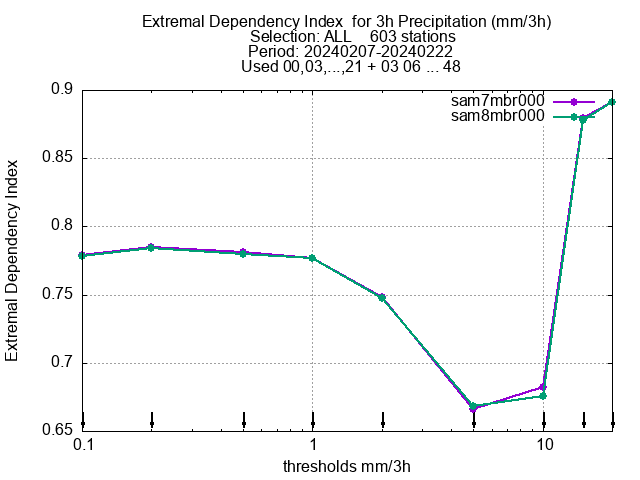 Extremal Dependency Index  for 3h Precipitation (mm/3h)
Selection: ALL    603 stations
Period: 20240207-20240222
Used 00,03,...,21 + 03 06 ... 48
sam7mbr000
sam8mbr000
Extremal Dependency Index
0.9
0.85
0.8
0.75
0.7
0.65
0.1 1 10
thresholds mm/3h